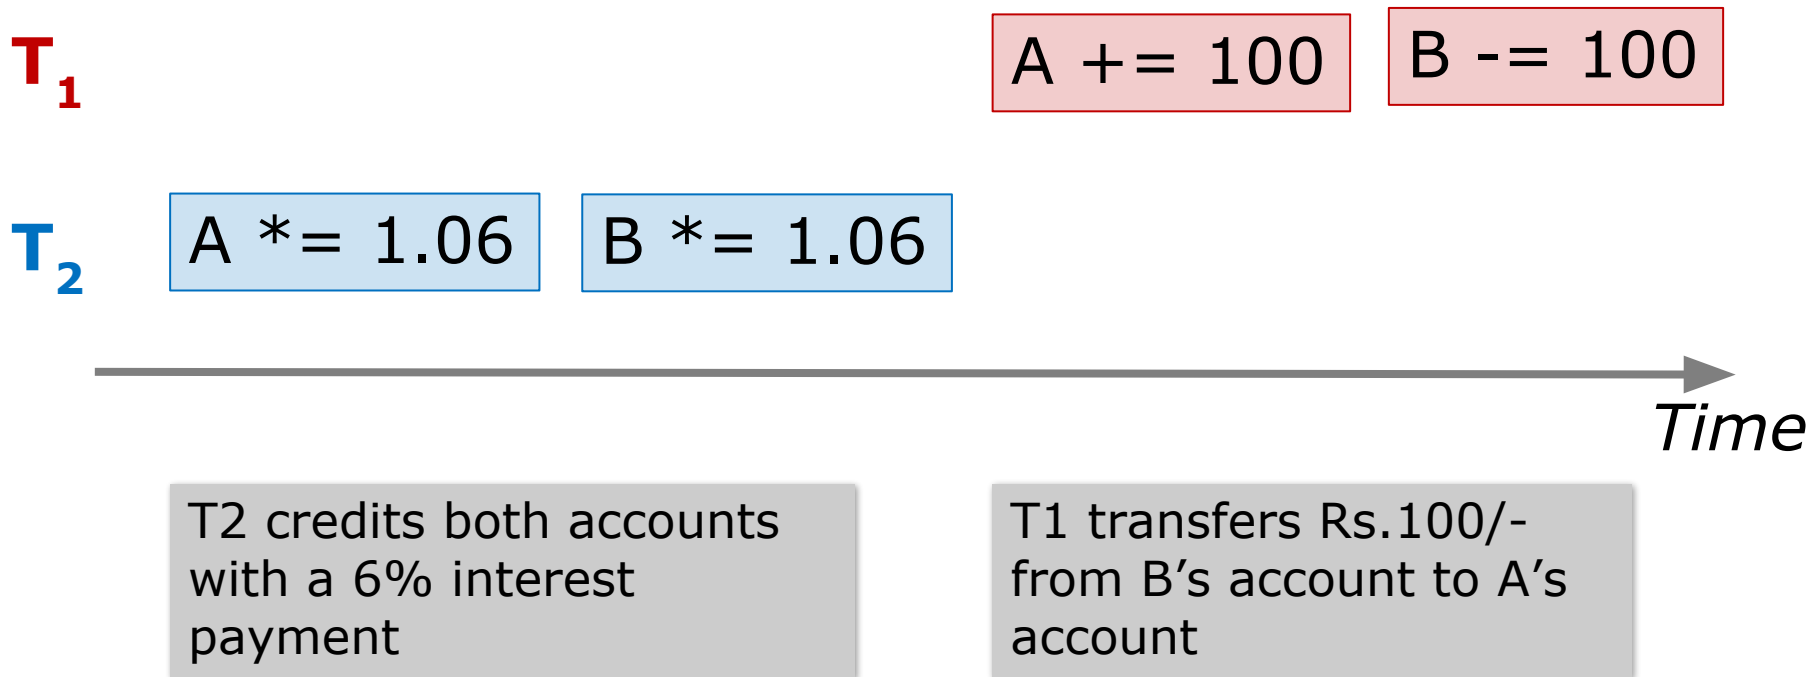 T1 A += 100 B -= 100
T2 A *= 1.06 B *= 1.06
Time
T2 credits both accounts
with a 6% interest
payment
T1 transfers Rs.100/-
from B’s account to A’s
account